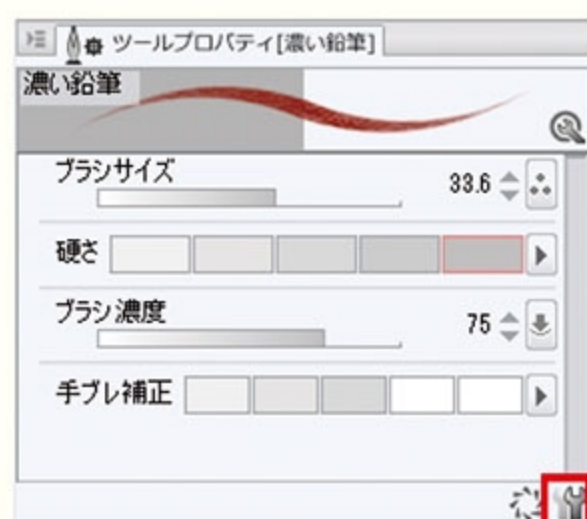 ツールプロパティ[濃い鉛筆]
濃い鉛筆
ブラシサイズ 33.6
硬さ
ブラシ濃度 75
手ブレ補正